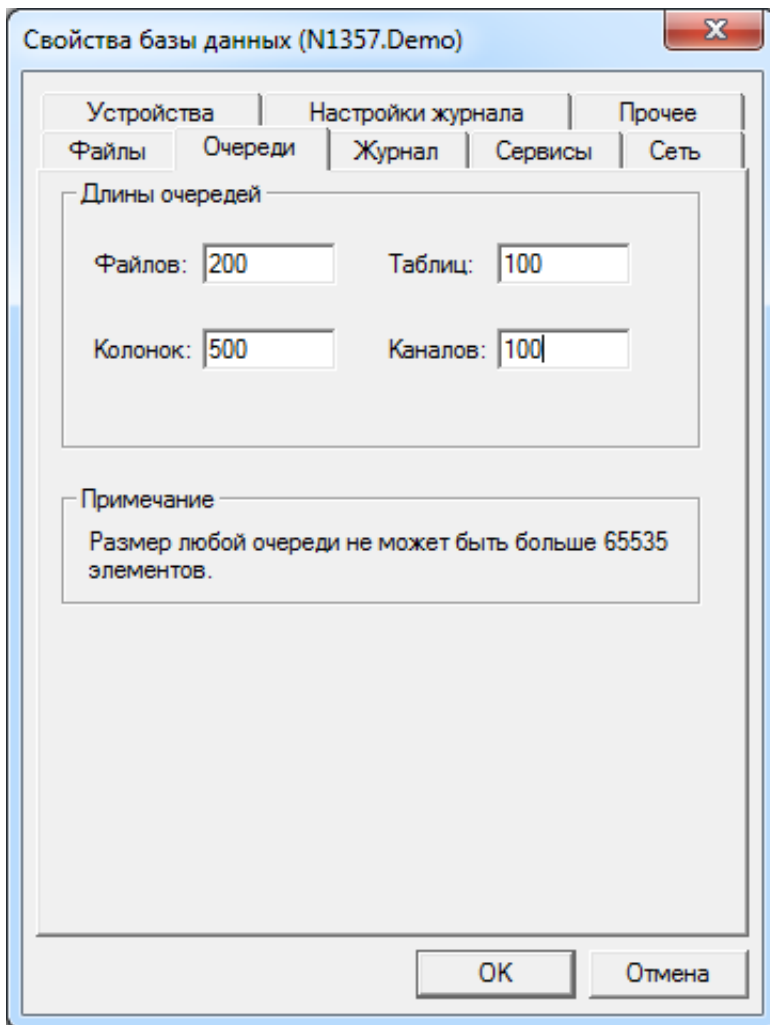 Свойства базы данных (N1357.Demo)
Устройства Настройки журнала Прочее
Файлы Очереди Журнал Сервисы Сеть
Длины очередей
Файлов: 200 Таблиц: 100
Колонок: 500 Каналов: 100
Примечание
Размер любой очереди не может быть больше 65535
элементов.
OK Отмена